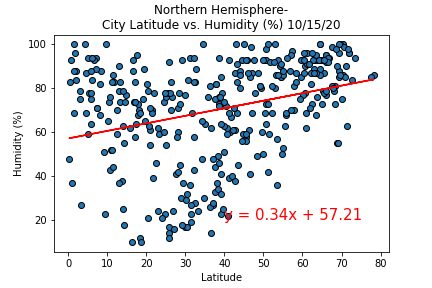 Northern Hemisphere-
City Latitude vs. Humidity (%) 10/15/20
100
80
60
40
20
Humidity (%)
y = 0.34x + 57.21
0 10 20 30 40 50 60 70 80
Latitude